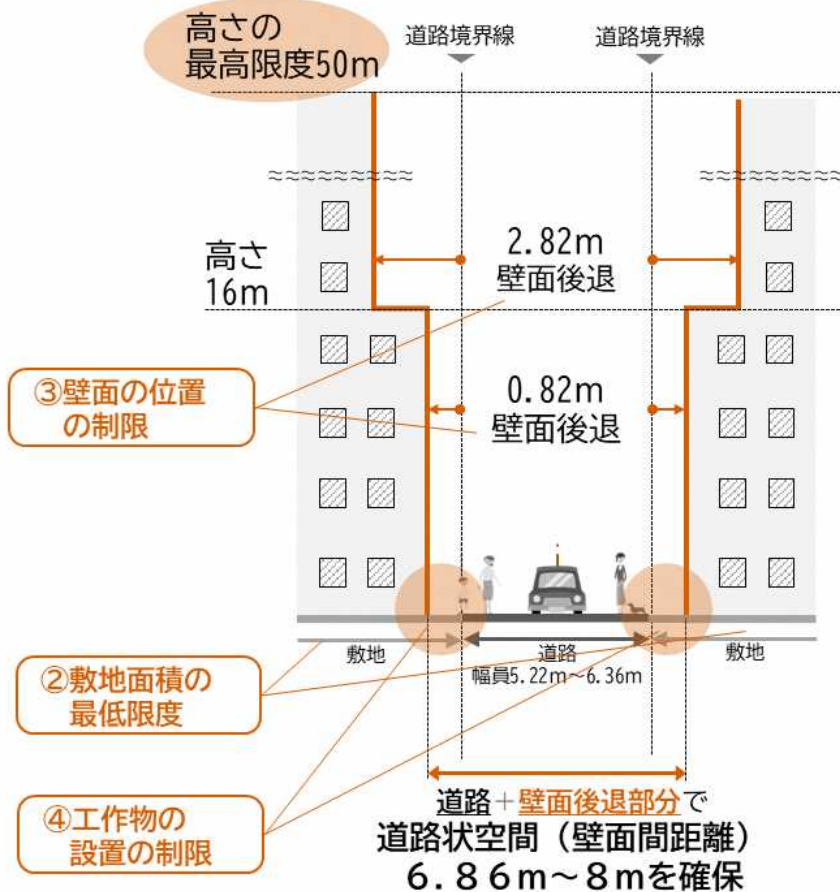 高さの
最高限度50m
道路境界線
道路境界線
高さ
16m
2.82m
壁面後退
③壁面の位置
の制限
0.82m
壁面後退
敷地
道路
幅員5.22m～6.36m
敷地
②敷地面積の
最低限度
④工作物の
設置の制限
道路＋壁面後退部分で
道路状空間（壁面間距離）
６.８６ｍ～８ｍを確保